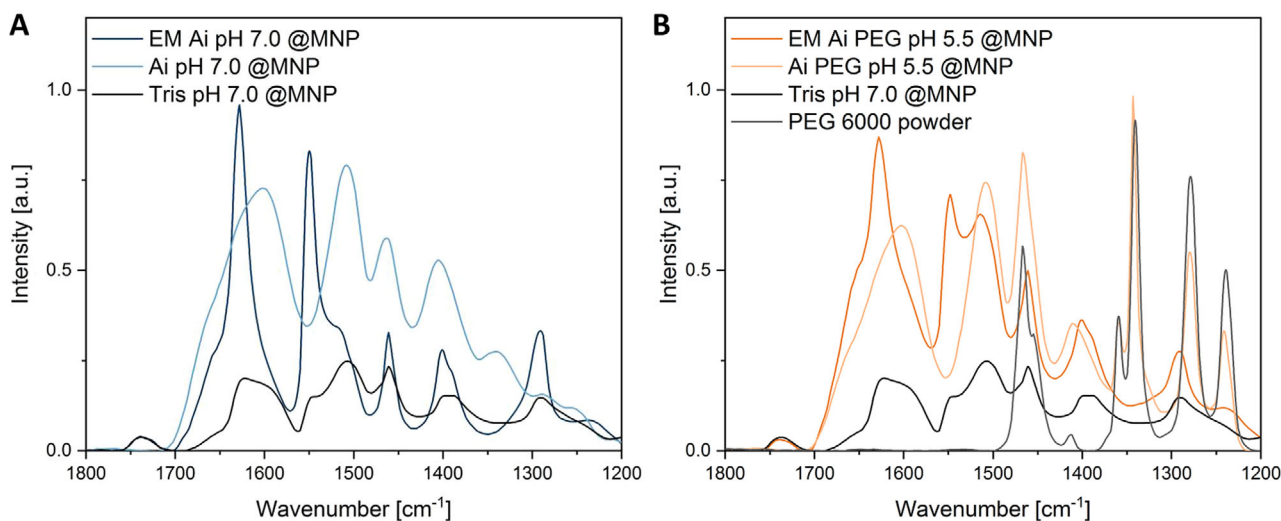 A
EM Ai pH 7.0 @MNP
Ai pH 7.0 @MNP
Tris pH 7.0 @MNP
1.0
0.5
0.0
Intensity [a.u.]
1800 1700 1600 1500 1400 1300 1200
Wavenumber [cm⁻¹]
B
EM Ai PEG pH 5.5 @MNP
Ai PEG pH 5.5 @MNP
Tris pH 7.0 @MNP
PEG 6000 powder
1.0
0.5
0.0
Intensity [a.u.]
1800 1700 1600 1500 1400 1300 1200
Wavenumber [cm⁻¹]